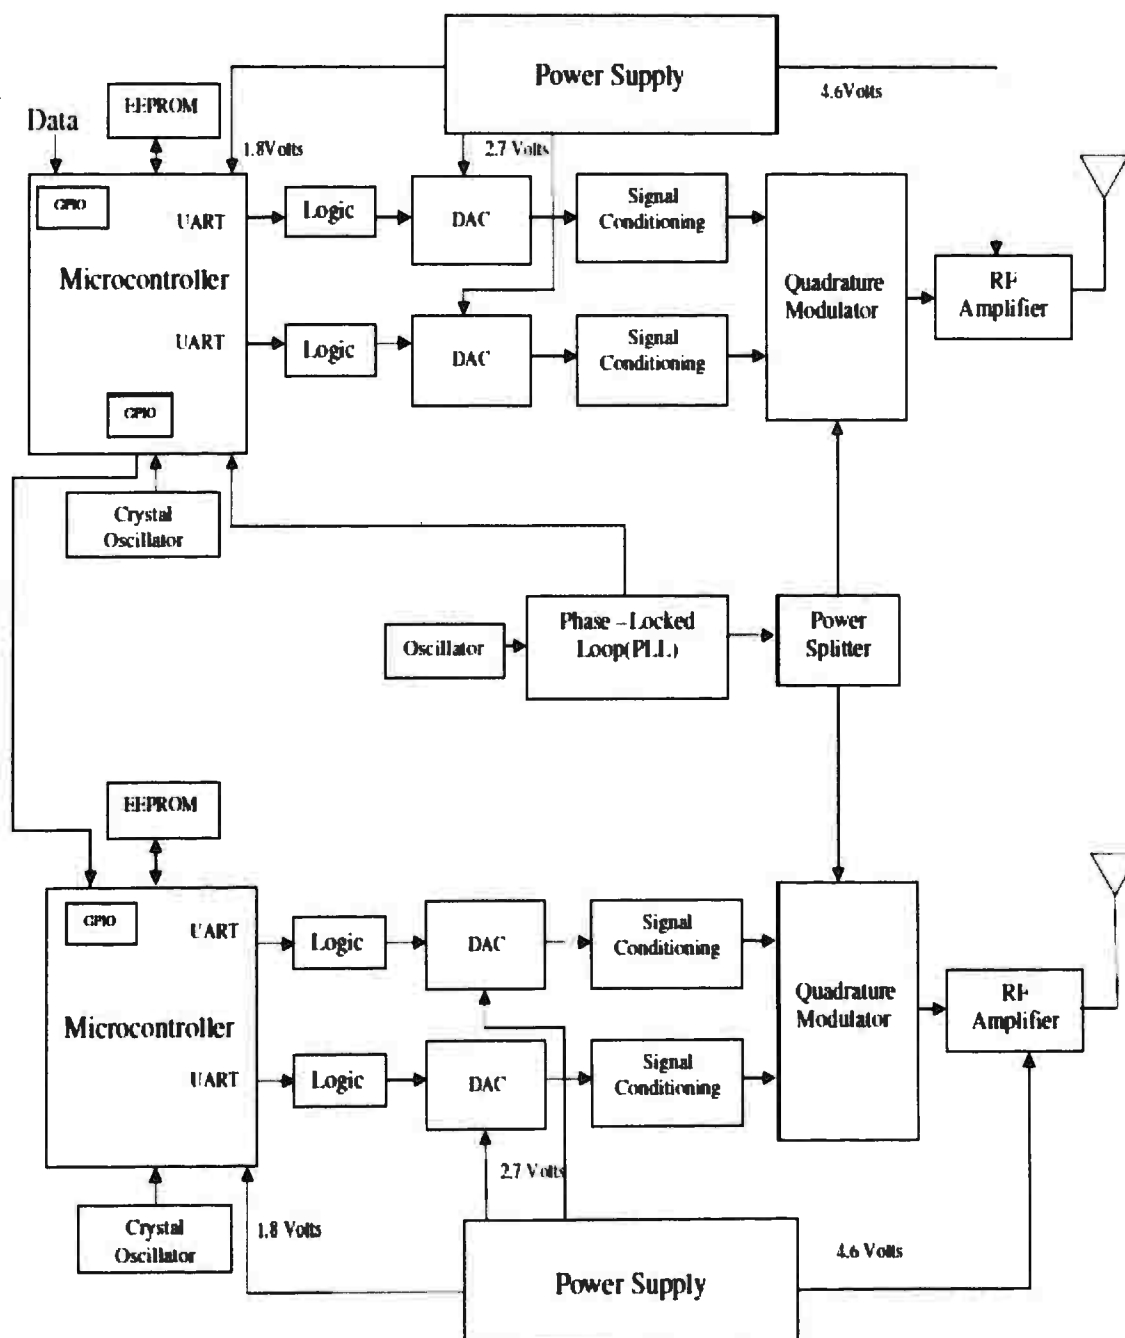 Power Supply
4.6Volts
EEPROM
Data
1.8Volts
2.7 Volts
GPIO
UART
Logic
DAC
Signal
Conditioning
Microcontroller
Quadrature
Modulator
RF
Amplifier
UART
Logic
DAC
Signal
Conditioning
GPIO
Crystal
Oscillator
Oscillator
Phase –Locked
Loop(PLL)
Power
Splitter
EEPROM
GPIO
UART
Logic
DAC
Signal
Conditioning
Microcontroller
Quadrature
Modulator
RF
Amplifier
UART
Logic
DAC
Signal
Conditioning
2.7 Volts
Crystal
Oscillator
1.8 Volts
4.6 Volts
Power Supply